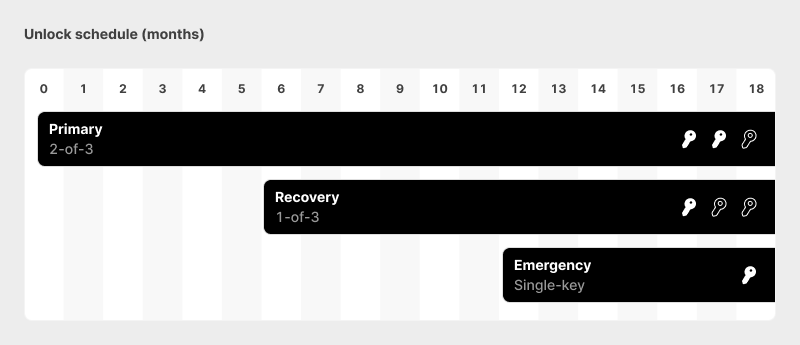 Unlock schedule (months)
0 1 2 3 4 5 6 7 8 9 10 11 12 13 14 15 16 17 18
Primary
2-of-3
Recovery
1-of-3
Emergency
Single-key